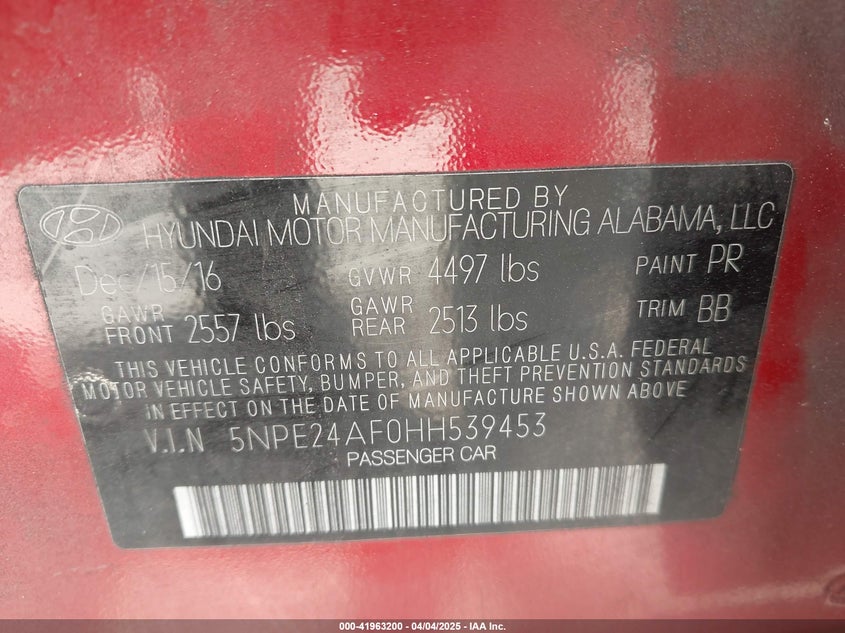 MANUFACTURED BY
HYUNDAI MOTOR MANUFACTURING ALABAMA, LLC
Dec/15/16 GVWR 4497 lbs PAINT PR
GAWR FRONT 2557 lbs GAWR REAR 2513 lbs TRIM BB
THIS VEHICLE CONFORMS TO ALL APPLICABLE U.S.A. FEDERAL
MOTOR VEHICLE SAFETY, BUMPER, AND THEFT PREVENTION STANDARDS
IN EFFECT ON THE DATE OF MANUFACTURE SHOWN ABOVE
V.I.N 5NPE24AF0HH539453
PASSENGER CAR
000-41963200 - 04/04/2025 - IAA Inc.